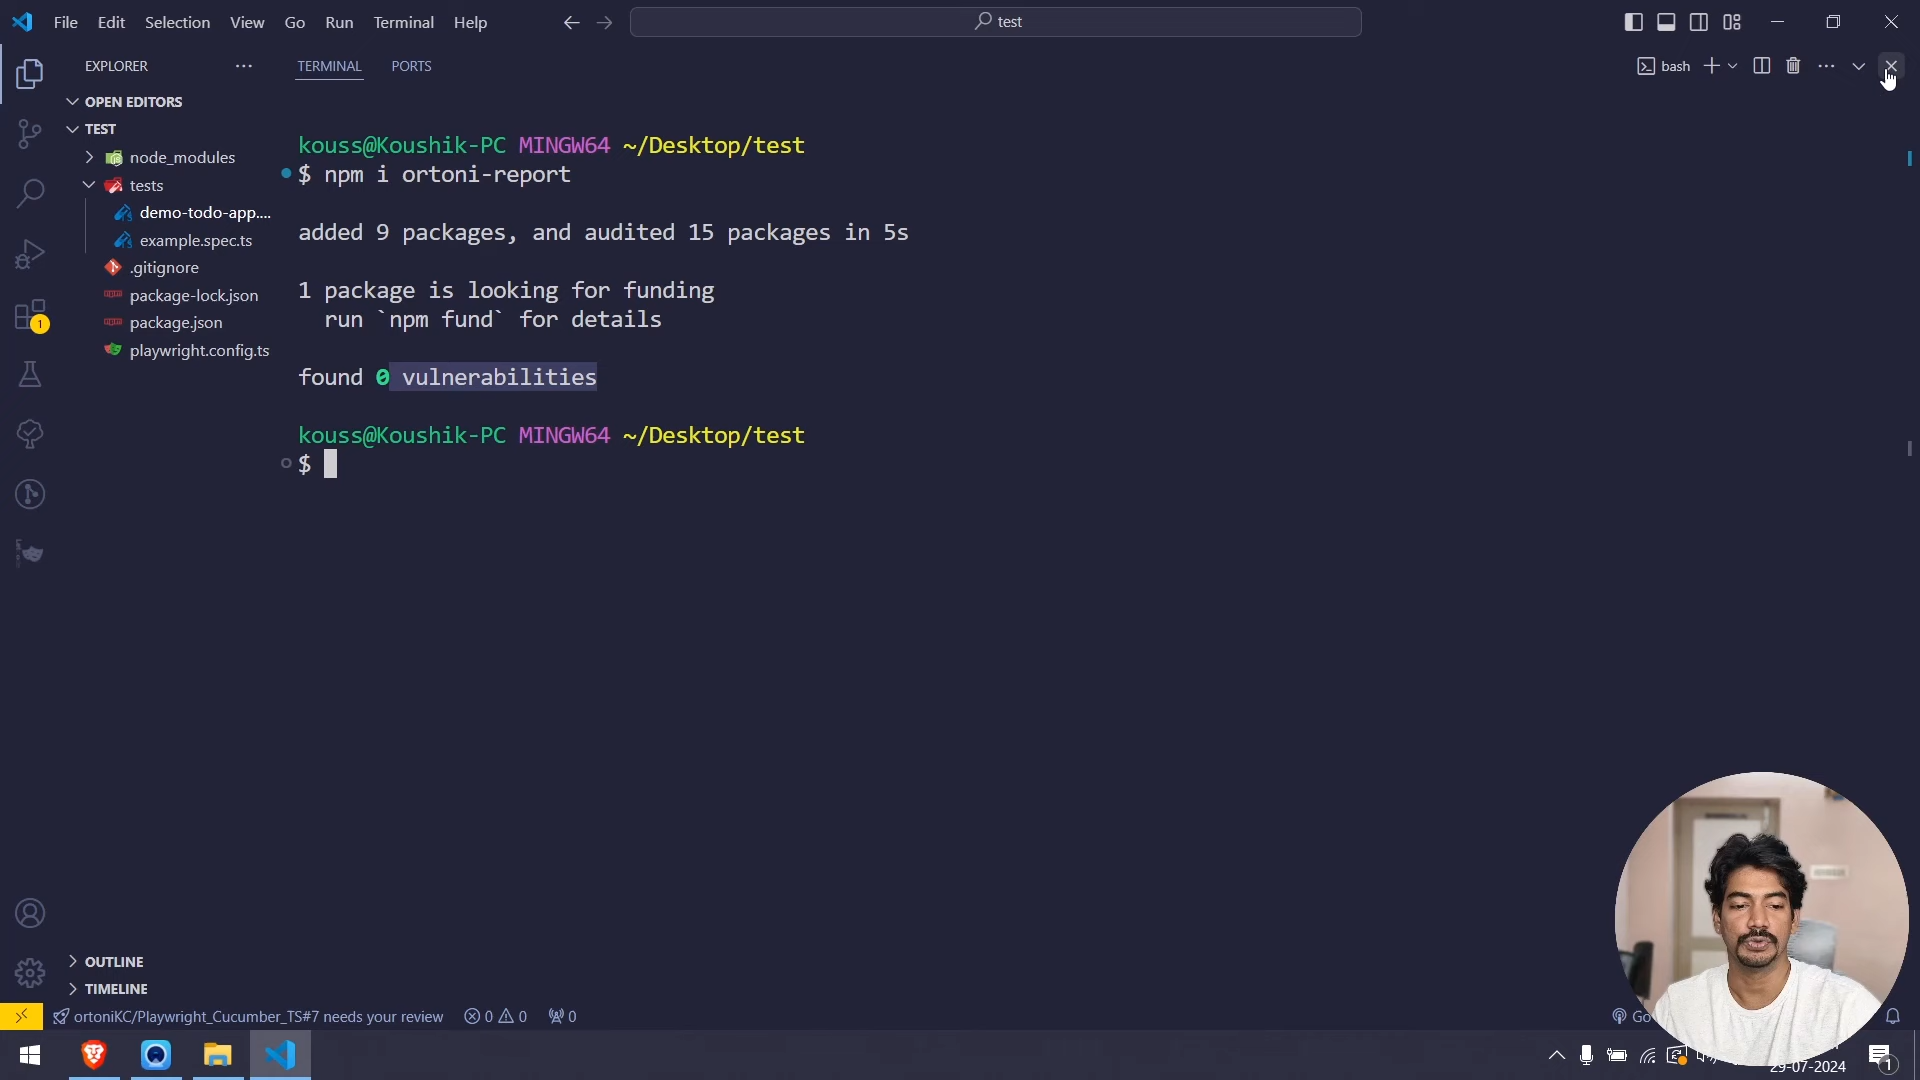 File Edit Selection View Go Run Terminal Help
test
EXPLORER
TERMINAL PORTS
bash
OPEN EDITORS
TEST
node_modules
tests
demo-todo-app....
example.spec.ts
.gitignore
package-lock.json
package.json
playwright.config.ts
kouss@Koushik-PC MINGW64 ~/Desktop/test
$ npm i ortoni-report
added 9 packages, and audited 15 packages in 5s
1 package is looking for funding
run `npm fund` for details
found 0 vulnerabilities
kouss@Koushik-PC MINGW64 ~/Desktop/test
$
1
OUTLINE
TIMELINE
ortoniKC/Playwright_Cucumber_TS#7 needs your review 0 0 0
Go
29-07-2024
1